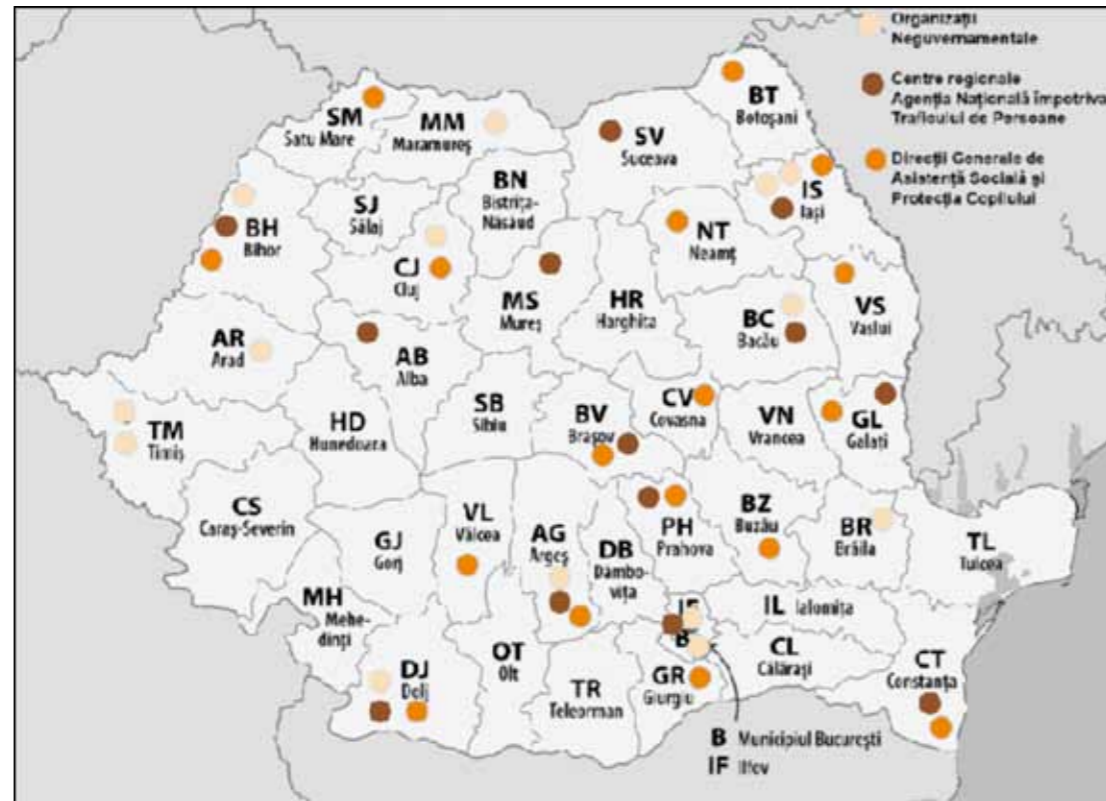 Organizații
Neguvernamentale
Centre regionale
Agenția Națională împotriva
Traficului de Persoane
Direcții Generale de
Asistență Socială și
Protecția Copilului
SM
Satu Mare
MM
Maramureș
SV
Suceava
BT
Botoșani
BN
Bistrița-
Năsăud
SJ
Sălaj
IS
Iași
BH
Bihor
CJ
Cluj
NT
Neamț
MS
Mureș
HR
Harghita
BC
Bacău
VS
Vaslui
AR
Arad
AB
Alba
TM
Timiș
HD
Hunedoara
SB
Sibiu
BV
Brașov
CV
Covasna
VN
Vrancea
GL
Galați
CS
Caraș-Severin
GJ
Gorj
VL
Vâlcea
AG
Argeș
DB
Dambo-
vița
PH
Prahova
BZ
Buzău
BR
Brăila
TL
Tulcea
MH
Mehe-
dinți
DJ
Dolj
OT
Olt
TR
Teleorman
IF
B
GR
Giurgiu
IL Ialomița
CL
Călărași
CT
Constanța
B Municipiul București
IF Ilfov